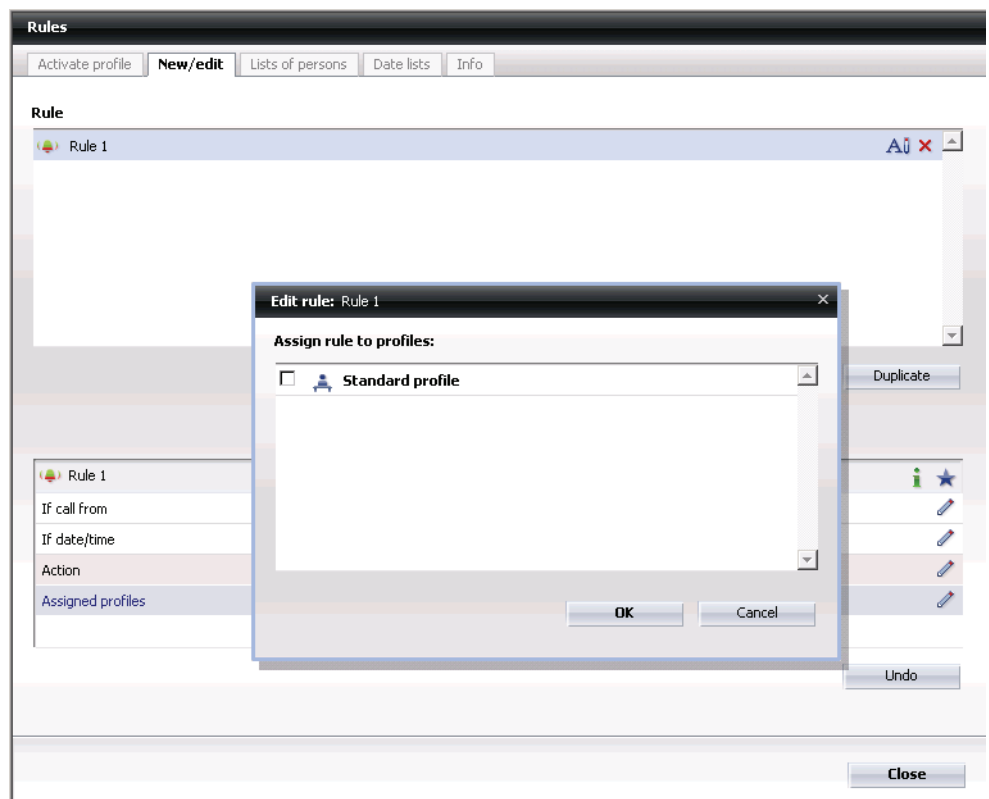 Rules
Activate profile New/edit Lists of persons Date lists Info
Rule
Rule 1
Edit rule: Rule 1
Assign rule to profiles:
Standard profile
OK Cancel
Duplicate
Rule 1
If call from
If date/time
Action
Assigned profiles
Undo
Close